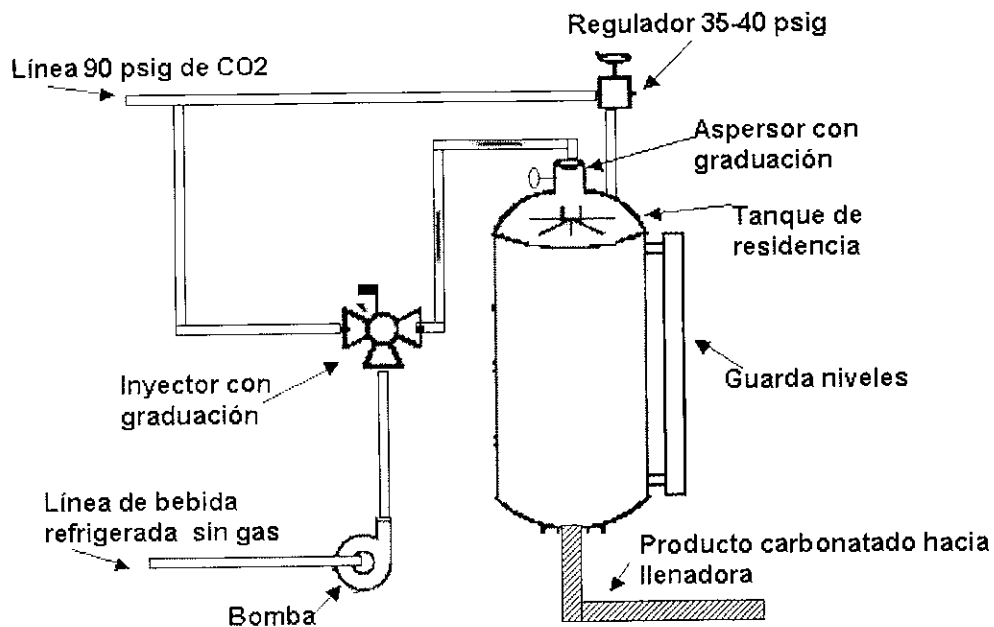 Regulador 35-40 psig
Línea 90 psig de CO2
Aspersor con
graduación
Tanque de
residencia
Inyector con
graduación
Guarda niveles
Línea de bebida
refrigerada sin gas
Producto carbonatado hacia
llenadora
Bomba